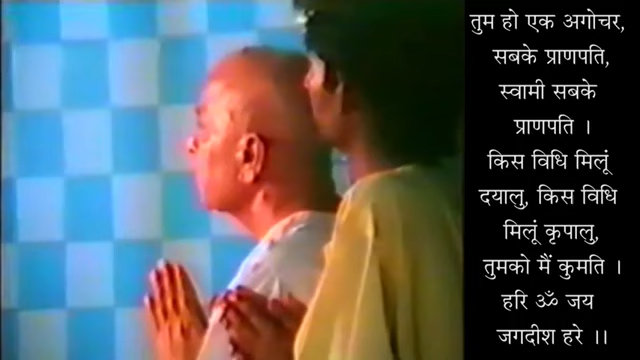 तुम हो एक अगोचर,
सबके प्राणपति,
स्वामी सबके
प्राणपति ।
किस विधि मिलूं
दयालु, किस विधि
मिलूं कृपालु,
तुमको मैं कुमति ।
हरि ॐ जय
जगदीश हरे ।।